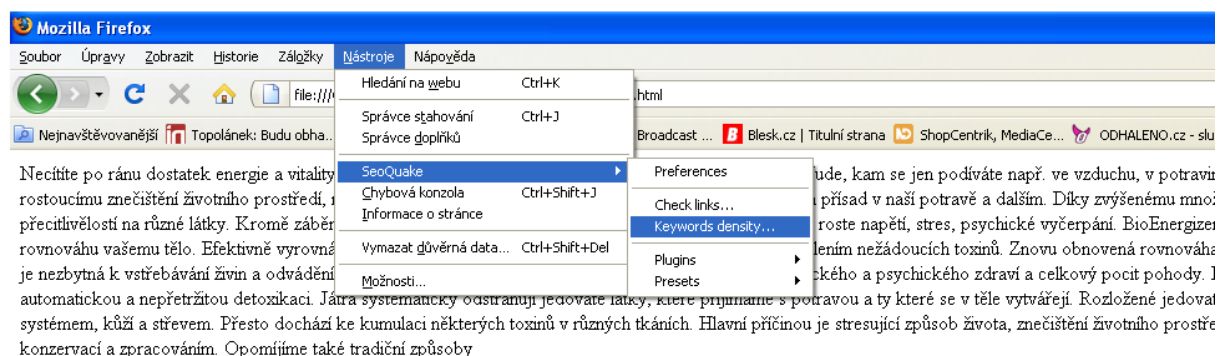 Mozilla Firefox
Soubor Úpravy Zobrazit Historie Záložky Nástroje Nápověda
Hledání na webu Ctrl+K
file:/// .html
Správce stahování Ctrl+J
Správce doplňků
Nejnavštěvovanější Topolánek: Budu obha... Broadcast ... Blesk.cz | Titulní strana ShopCentrik, MediaCe... ODHALENO.cz - slu
SeoQuake Preferences
Chybová konzola Ctrl+Shift+J Check links...
Informace o stránce Keywords density...
Vymazat důvěrná data... Ctrl+Shift+Del Plugins
Možnosti... Presets
Necítíte po ránu dostatek energie a vitality ude, kam se jen podíváte např. ve vzduchu, v potravin
rostoucímu znečištění životního prostředí, přísad v naší potravě a dalším. Díky zvýšenému množ
přecitlivělostí na různé látky. Kromě záběr roste napětí, stres, psychické vyčerpání. BioEnergizer
rovnováhu vašemu tělo. Efektivně vyrovná lením nežádoucích toxinů. Znovu obnovená rovnováha
je nezbytná k vstřebávání živin a odvádění ckého a psychického zdraví a celkový pocit pohody.
automatickou a nepřetržitou detoxikaci. Játra systematicky odstraňují jedovaté látky, které přijímáme s potravou a ty které se v těle vytvářejí. Rozložené jedovat
systémem, kůží a střevem. Přesto dochází ke kumulaci některých toxinů v různých tkáních. Hlavní příčinou je stresující způsob života, znečištění životního prostře
konzervací a zpracováním. Opomíjíme také tradiční způsoby